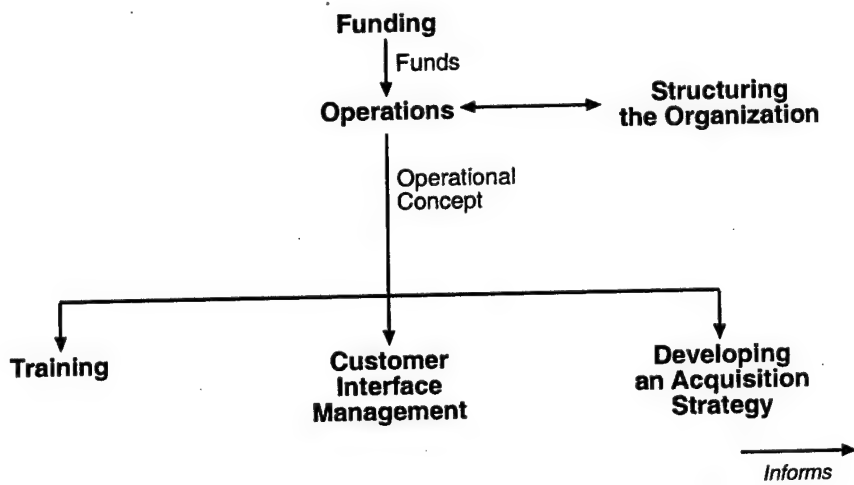 Funding
Funds
Operations
Structuring
the Organization
Operational
Concept
Training
Customer
Interface
Management
Developing
an Acquisition
Strategy
Informs